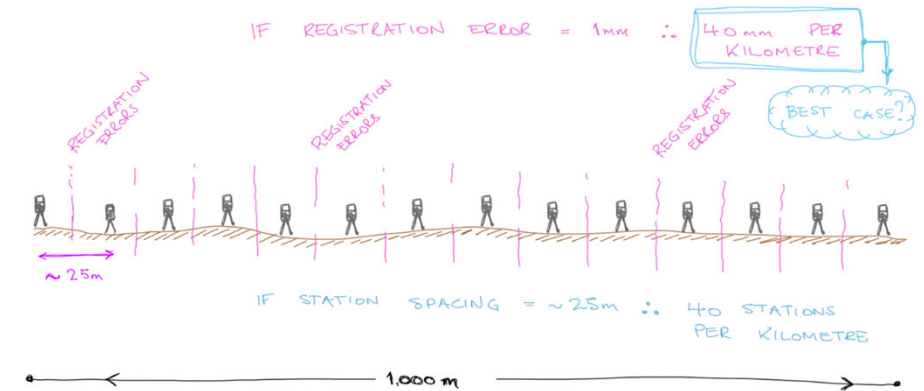 IF REGISTRATION ERROR = 1mm ∴ 40mm PER
KILOMETRE
BEST CASE?
REGISTRATION
ERRORS
REGISTRATION
ERRORS
REGISTRATION
ERRORS
~25m
IF STATION SPACING = ~25m ∴ 40 STATIONS
PER KILOMETRE
1,000 m